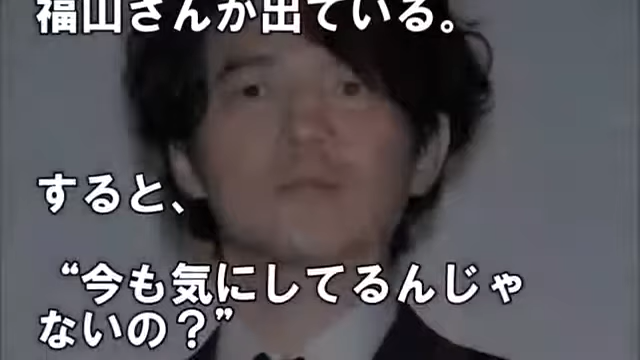 福山さんが出ている。
すると、
“今も気にしてるんじゃ
ないの？”